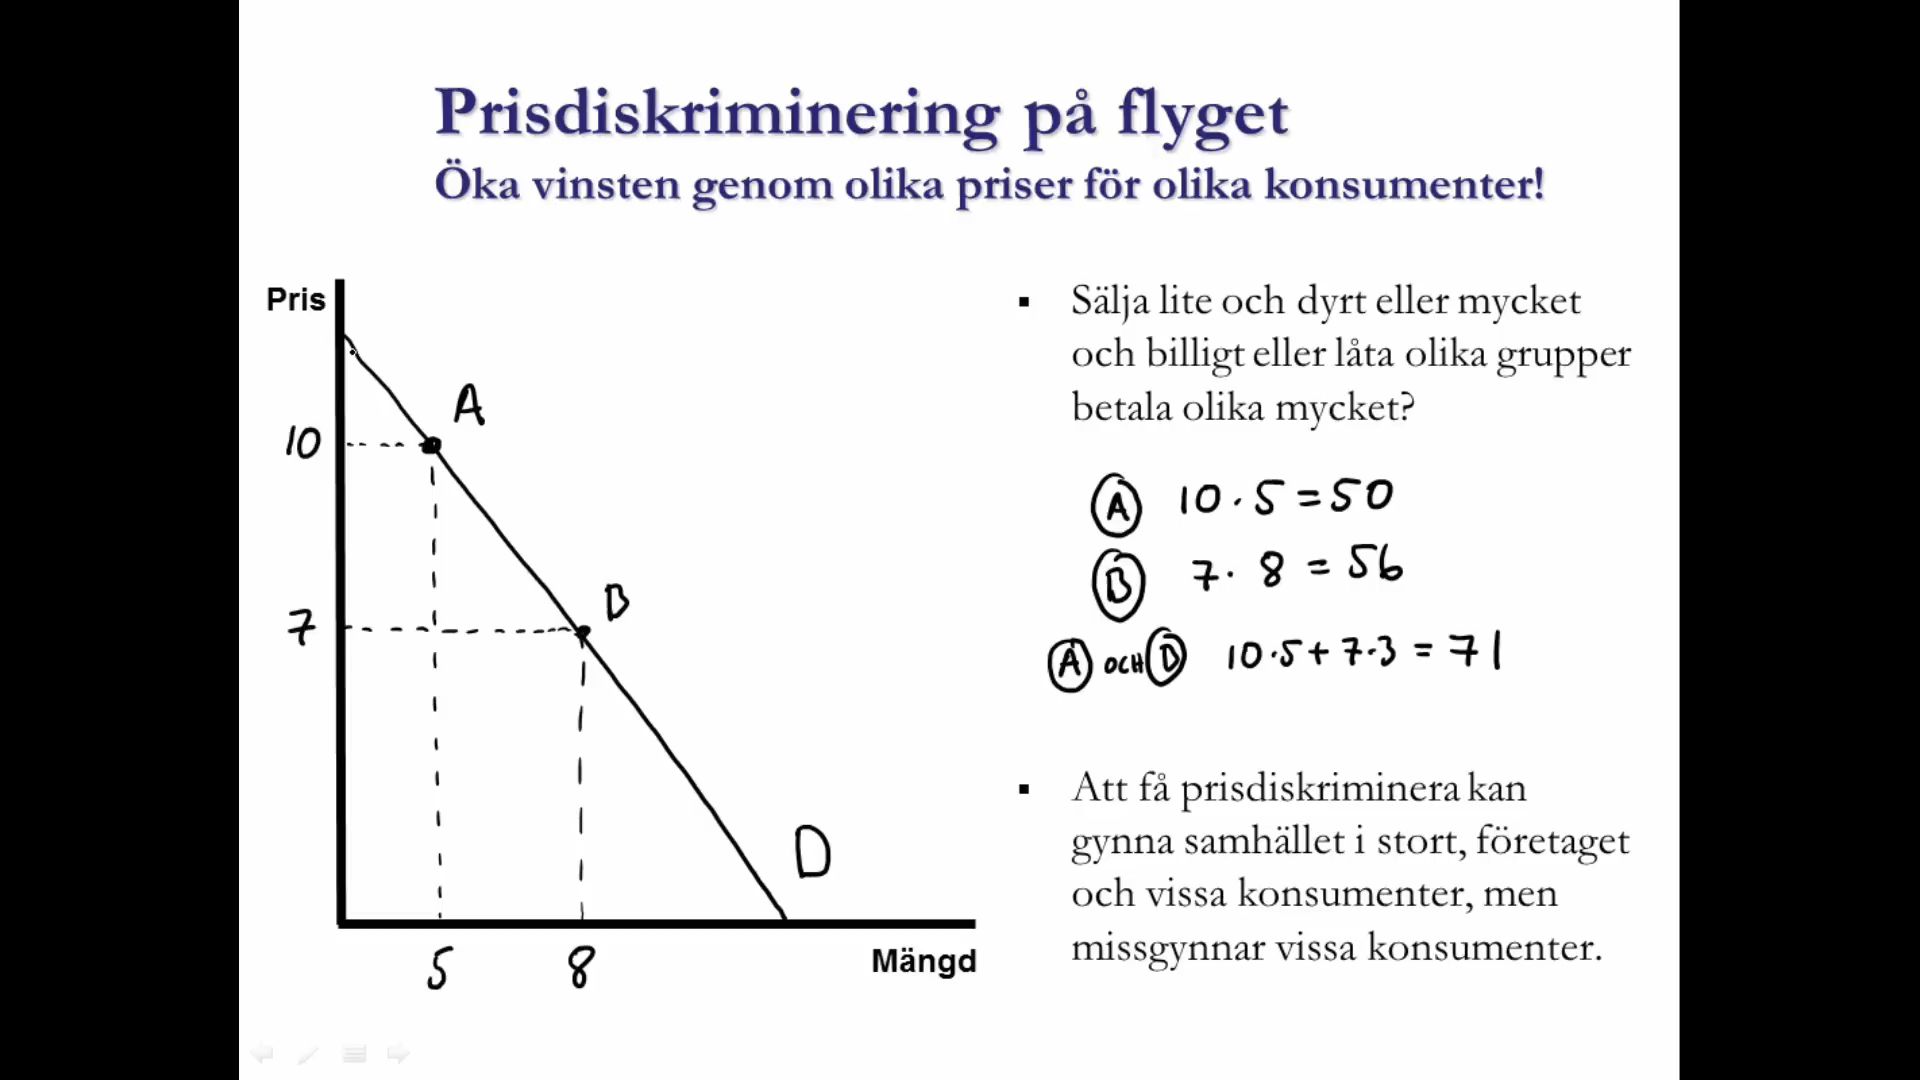 Prisdiskriminering på flyget
Öka vinsten genom olika priser för olika konsumenter!
Pris
A
10
B
7
D
5
8
Mängd
▪ Sälja lite och dyrt eller mycket
och billigt eller låta olika grupper
betala olika mycket?
A 10·5=50
B 7·8=56
A OCH B 10·5+7·3=71
▪ Att få prisdiskriminera kan
gynna samhället i stort, företaget
och vissa konsumenter, men
missgynnar vissa konsumenter.